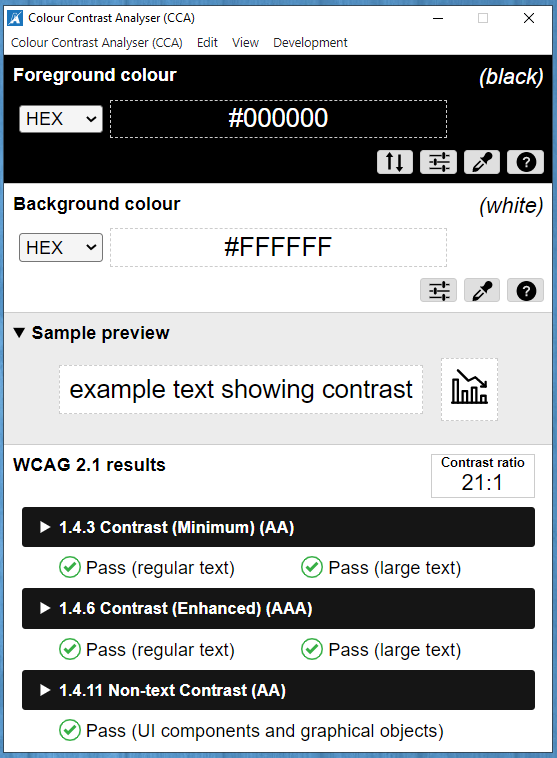 Colour Contrast Analyser (CCA)
Colour Contrast Analyser (CCA) Edit View Development
Foreground colour (black)
HEX #000000
?
Background colour (white)
HEX #FFFFFF
?
Sample preview
example text showing contrast
WCAG 2.1 results
Contrast ratio
21:1
1.4.3 Contrast (Minimum) (AA)
Pass (regular text) Pass (large text)
1.4.6 Contrast (Enhanced) (AAA)
Pass (regular text) Pass (large text)
1.4.11 Non-text Contrast (AA)
Pass (UI components and graphical objects)